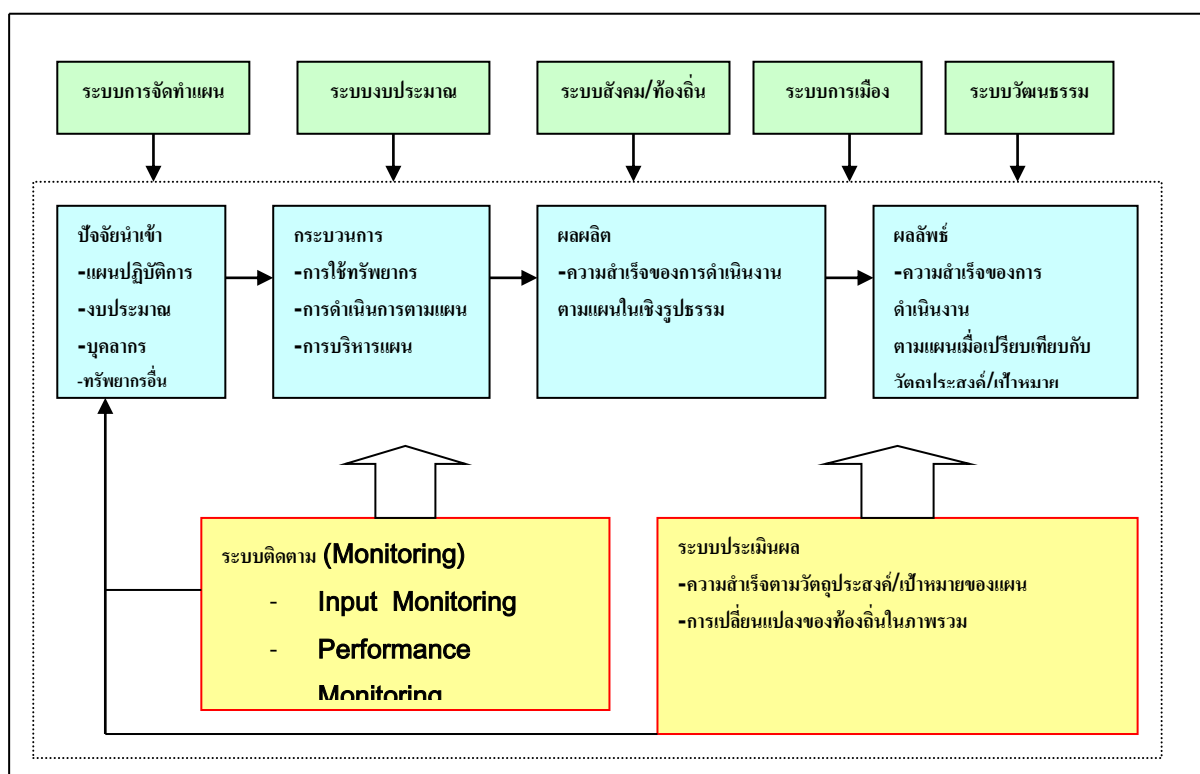 ระบบการจัดทำแผน
ระบบงบประมาณ
ระบบสังคม/ท้องถิ่น
ระบบการเมือง
ระบบวัฒนธรรม
ปัจจัยนำเข้า
-แผนปฏิบัติการ
-งบประมาณ
-บุคลากร
-ทรัพยากรอื่น
กระบวนการ
-การใช้ทรัพยากร
-การดำเนินการตามแผน
-การบริหารแผน
ผลผลิต
-ความสำเร็จของการดำเนินงาน
ตามแผนในเชิงรูปธรรม
ผลลัพธ์
-ความสำเร็จของการ
ดำเนินงาน
ตามแผนเมื่อเปรียบเทียบกับ
วัตถุประสงค์/เป้าหมาย
ระบบติดตาม (Monitoring)
- Input Monitoring
- Performance
Monitoring
ระบบประเมินผล
-ความสำเร็จตามวัตถุประสงค์/เป้าหมายของแผน
-การเปลี่ยนแปลงของท้องถิ่นในภาพรวม